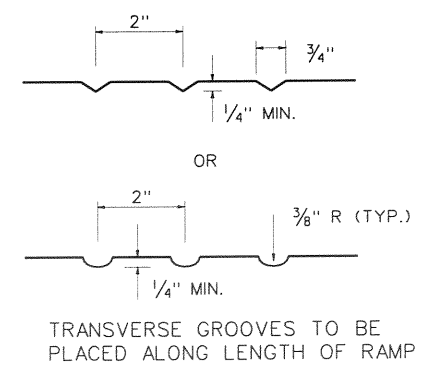 2"
¾"
¼" MIN.
OR
2"
⅜" R (TYP.)
¼" MIN.
TRANSVERSE GROOVES TO BE
PLACED ALONG LENGTH OF RAMP